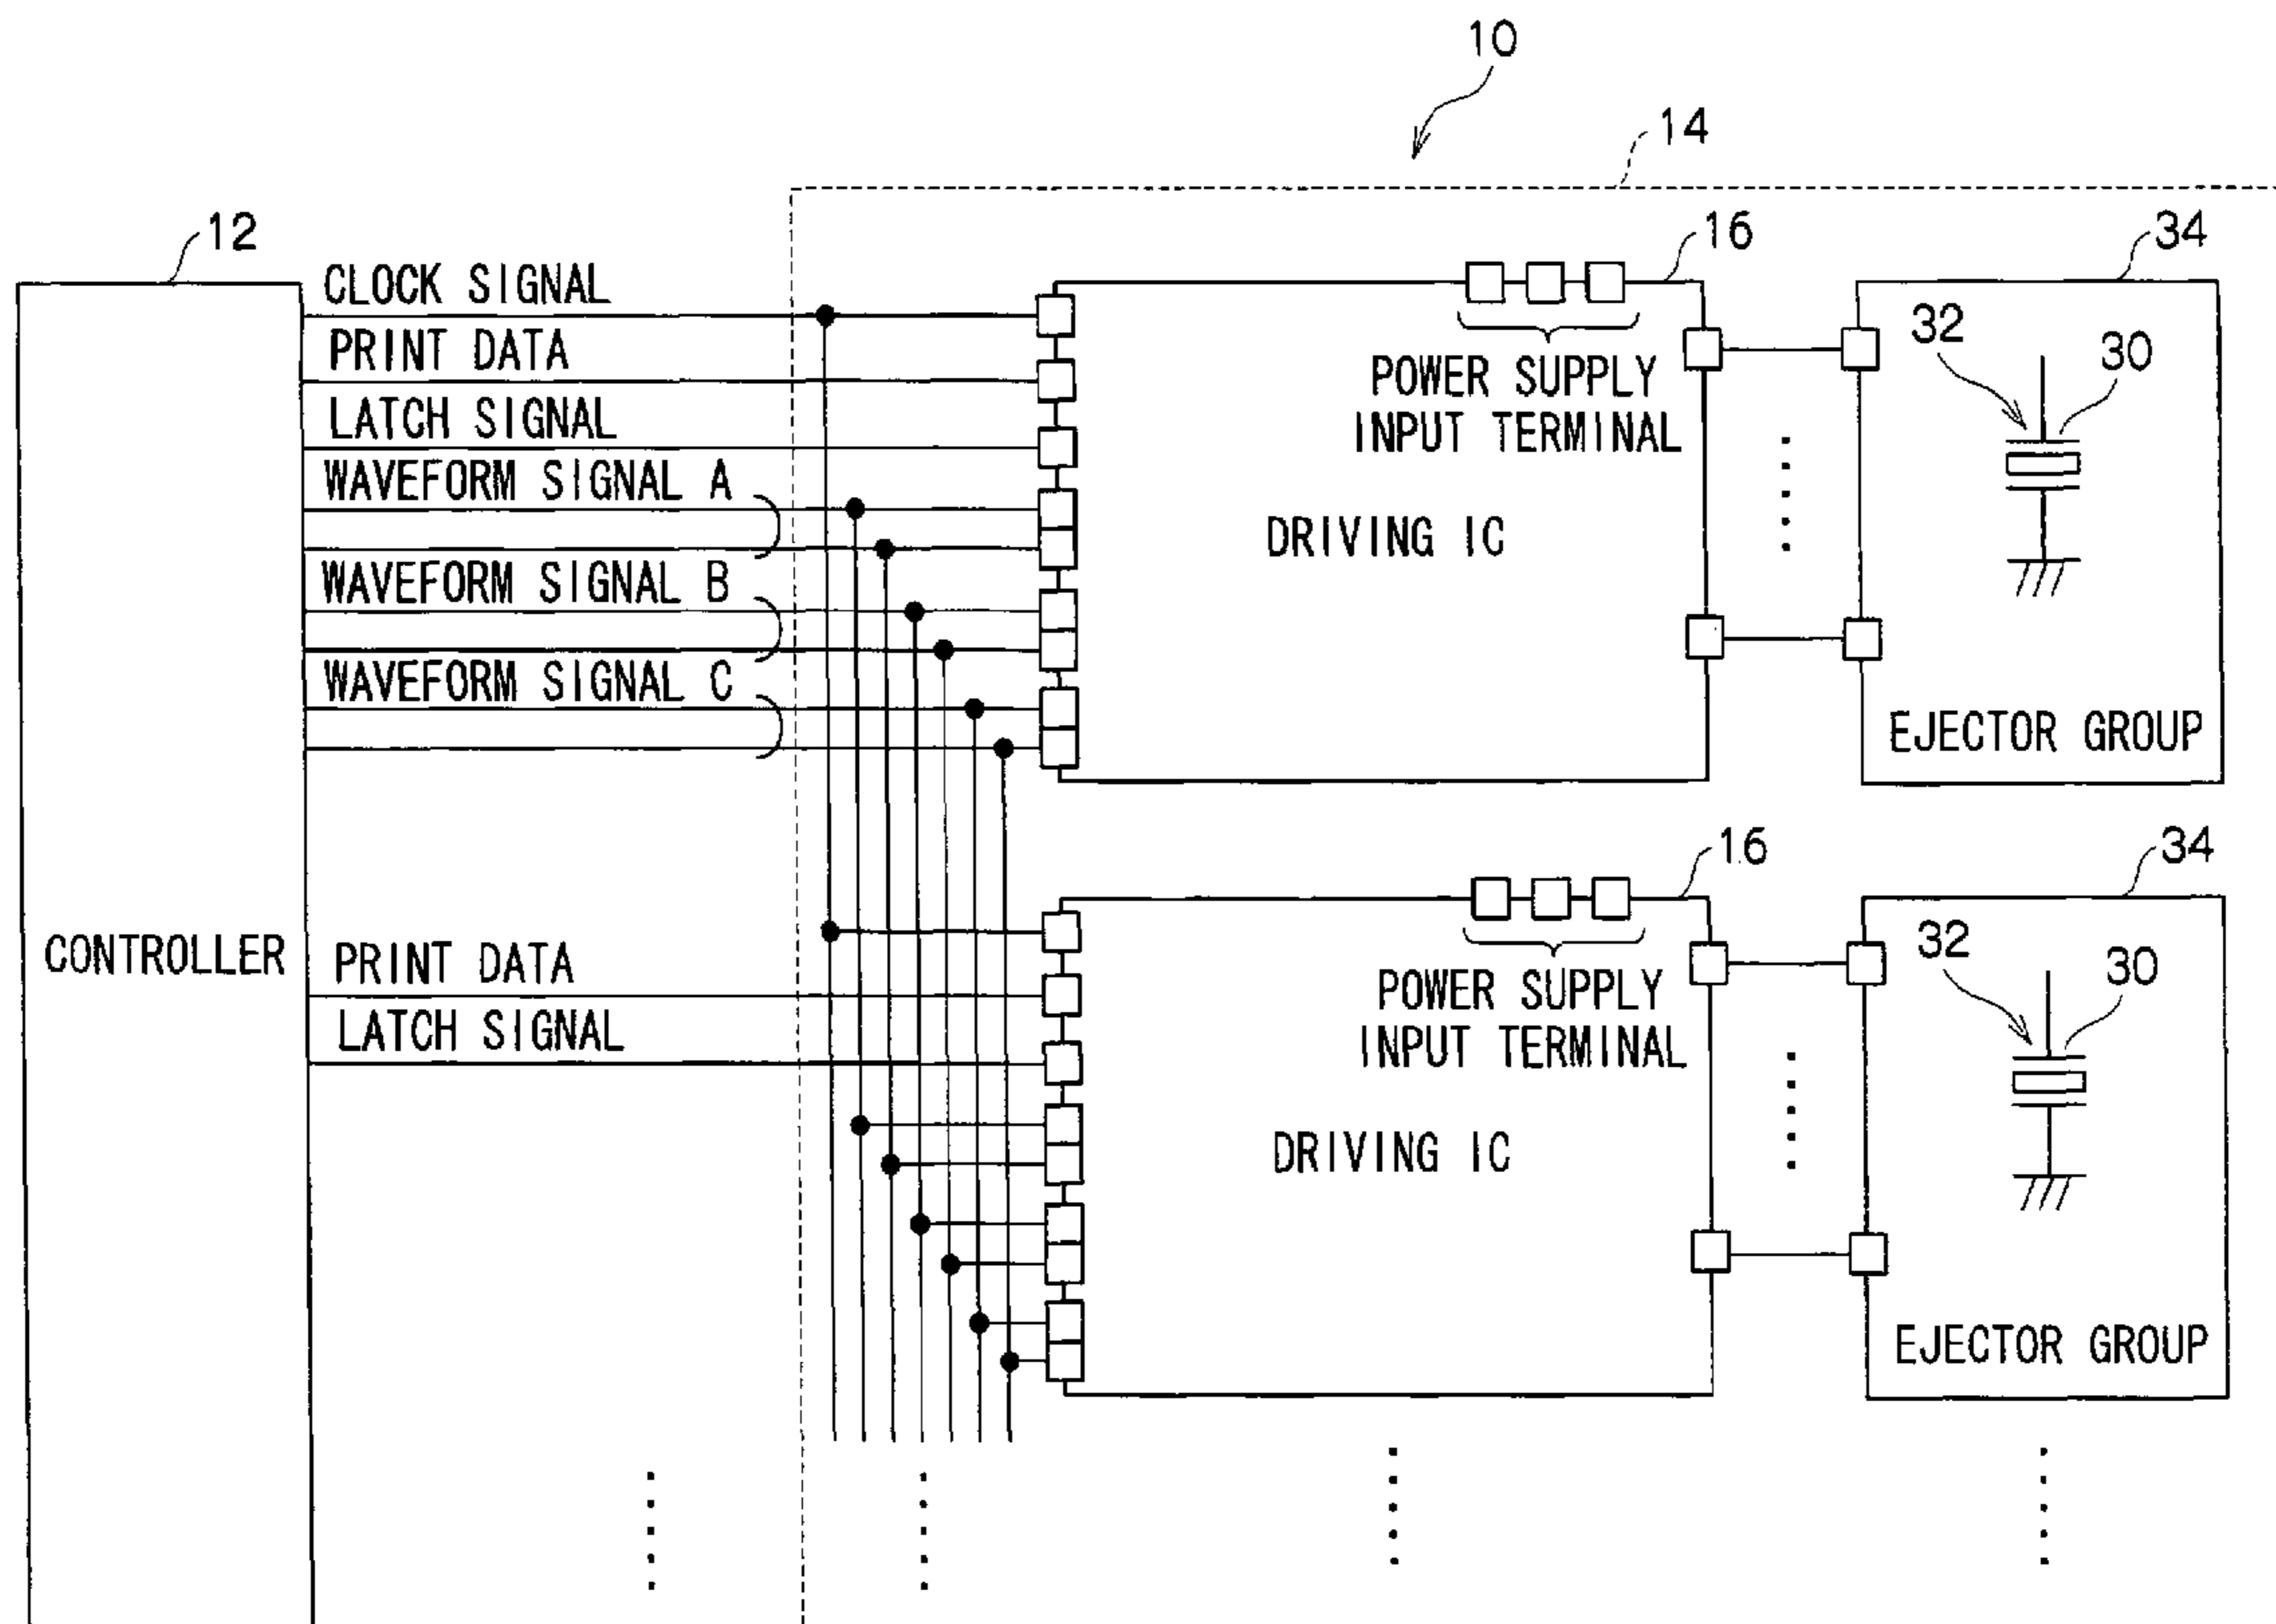 10
14
12
CLOCK SIGNAL
PRINT DATA
LATCH SIGNAL
WAVEFORM SIGNAL A
WAVEFORM SIGNAL B
WAVEFORM SIGNAL C
CONTROLLER
PRINT DATA
LATCH SIGNAL
16
POWER SUPPLY
INPUT TERMINAL
DRIVING IC
34
32
30
EJECTOR GROUP
16
POWER SUPPLY
INPUT TERMINAL
DRIVING IC
34
32
30
EJECTOR GROUP